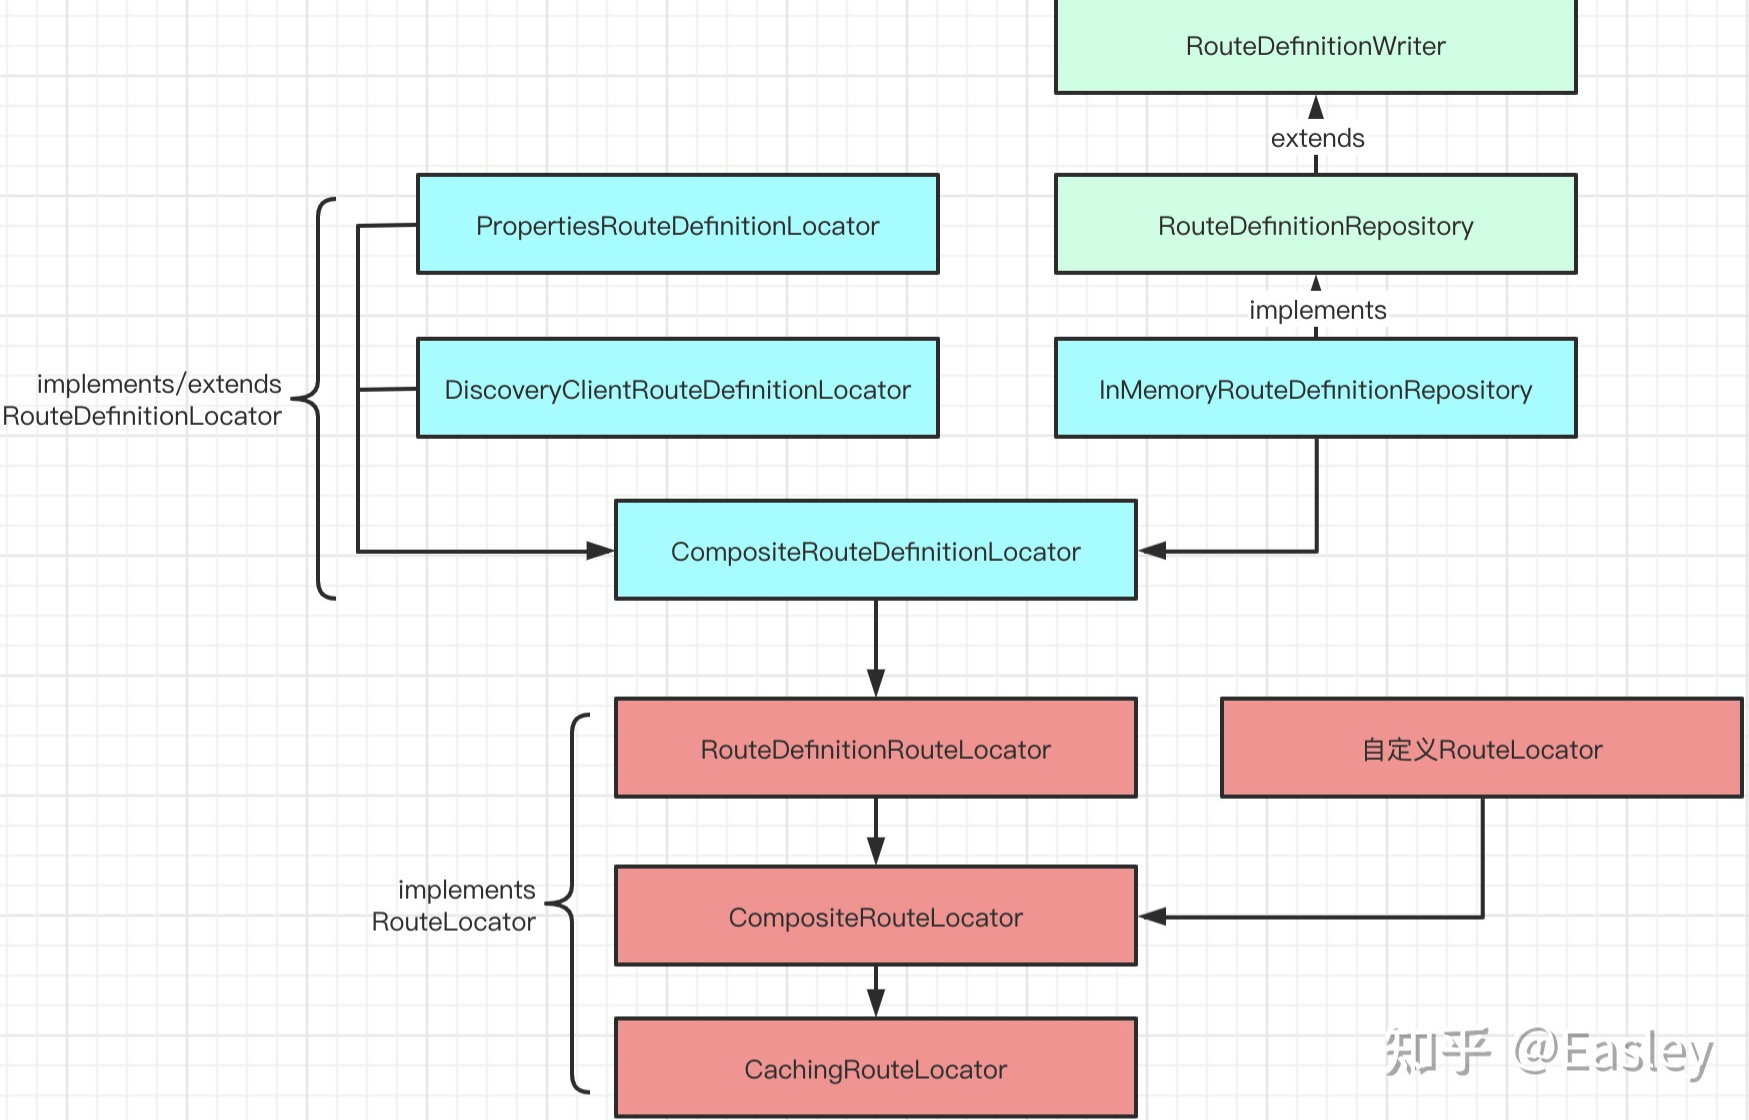 RouteDefinitionWriter
extends
PropertiesRouteDefinitionLocator
RouteDefinitionRepository
implements
implements/extends
RouteDefinitionLocator
DiscoveryClientRouteDefinitionLocator
InMemoryRouteDefinitionRepository
CompositeRouteDefinitionLocator
RouteDefinitionRouteLocator
自定义RouteLocator
implements
RouteLocator
CompositeRouteLocator
CachingRouteLocator
知乎 @Easley